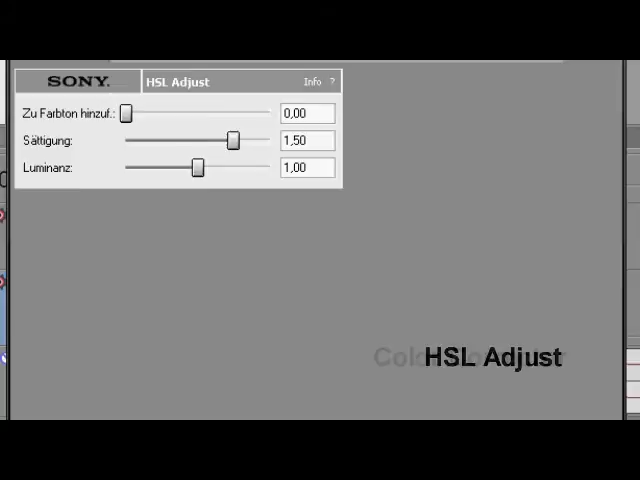 SONY. HSL Adjust Info ?
Zu Farbton hinzuf.: 0,00
Sättigung: 1,50
Luminanz: 1,00
HSL Adjust